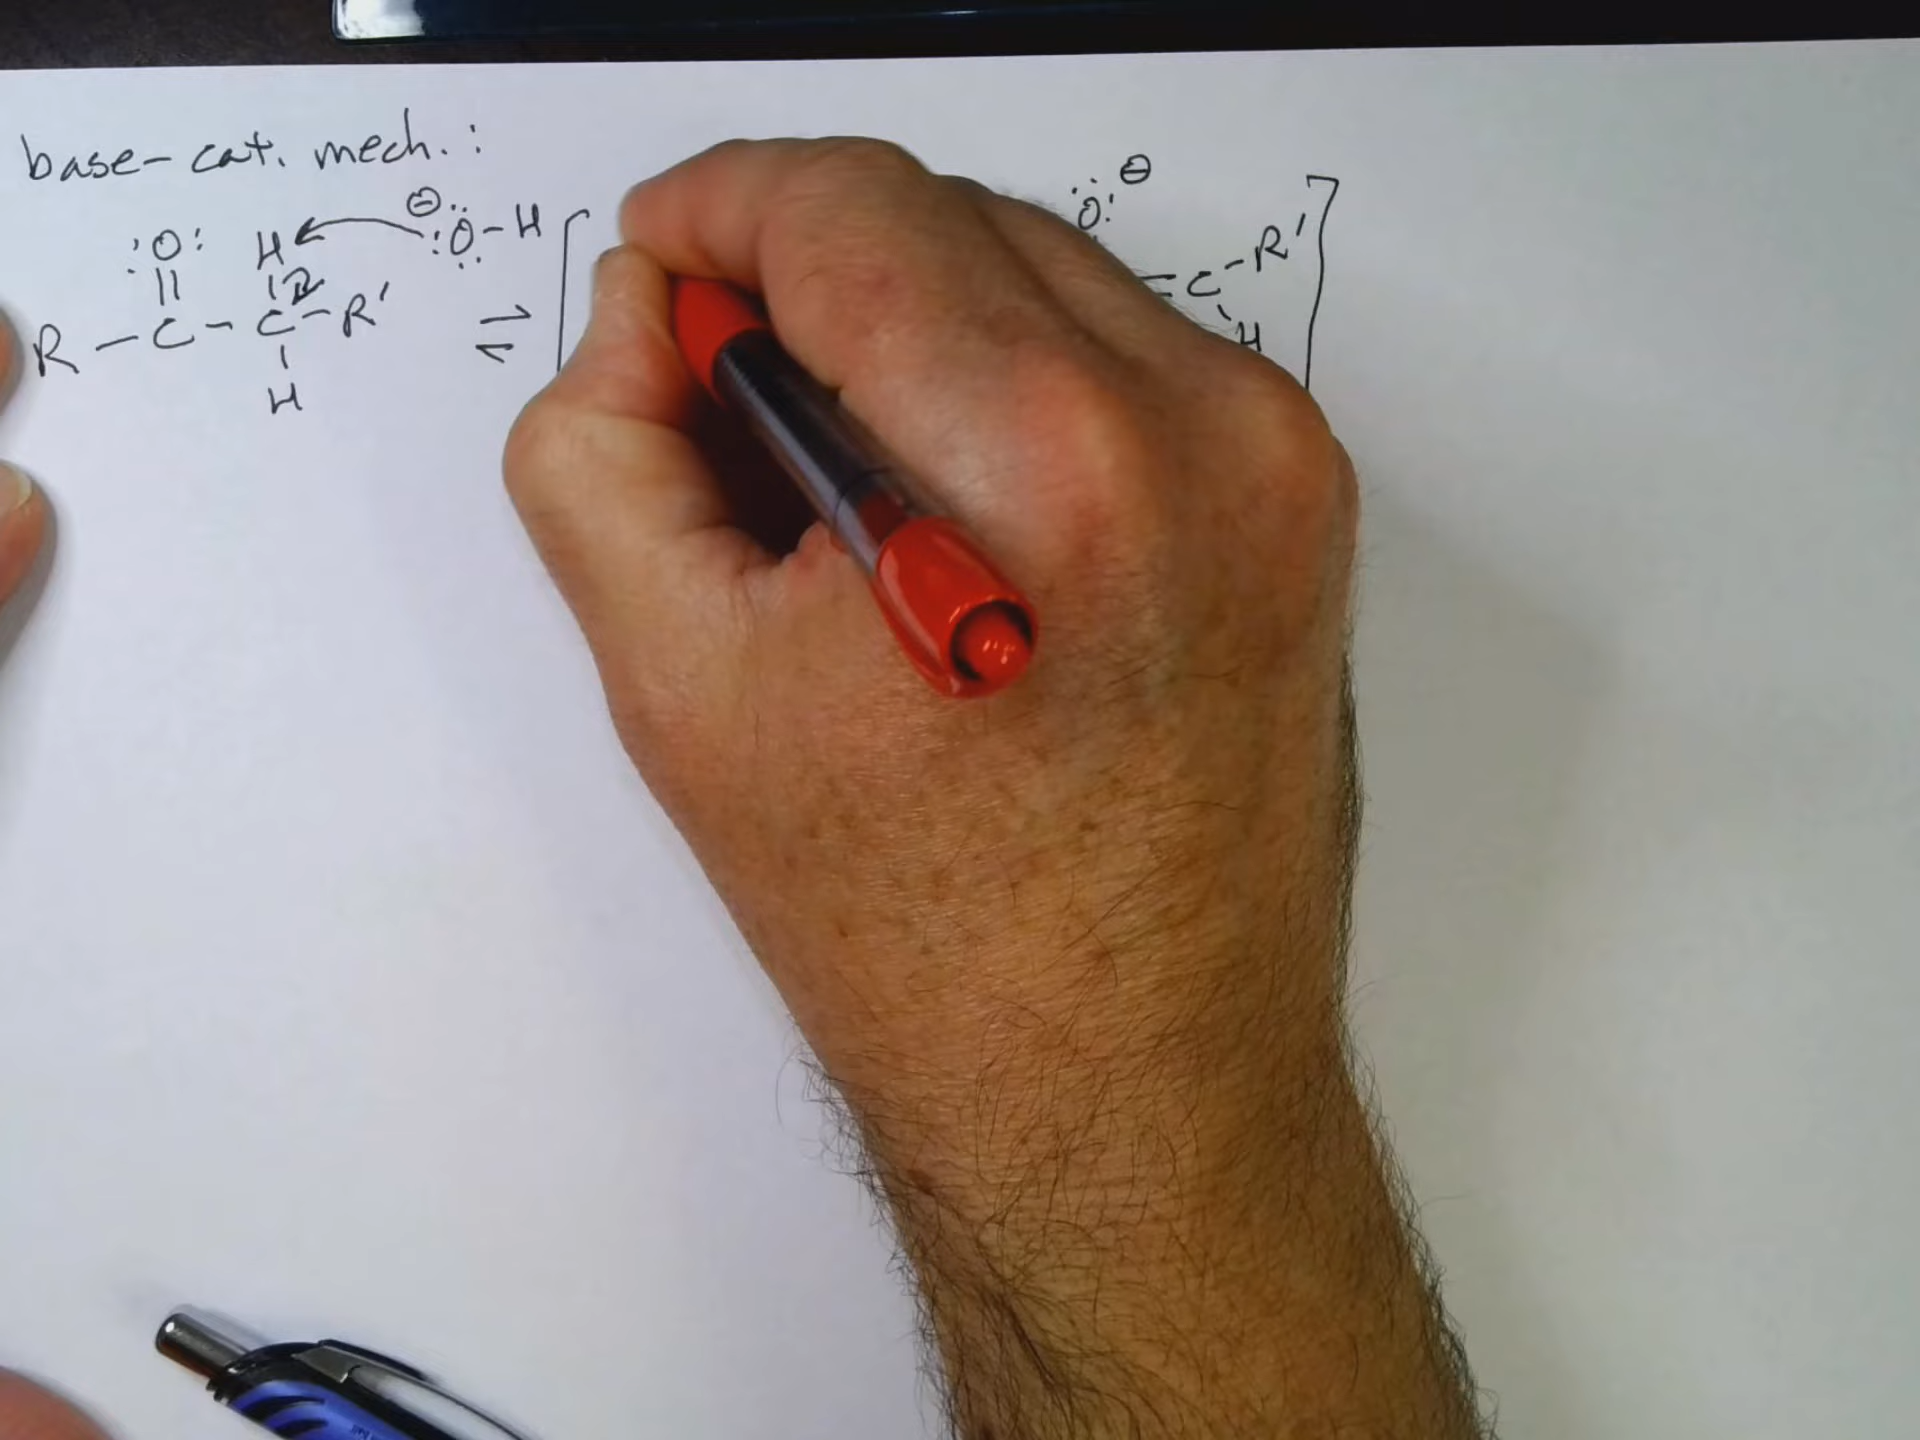 base-cat. mech.:
⊖
:O: H :Ö-H
R-C-C-R'
H
⇌ [
:Ö: ⊖
=C-R'
H ]